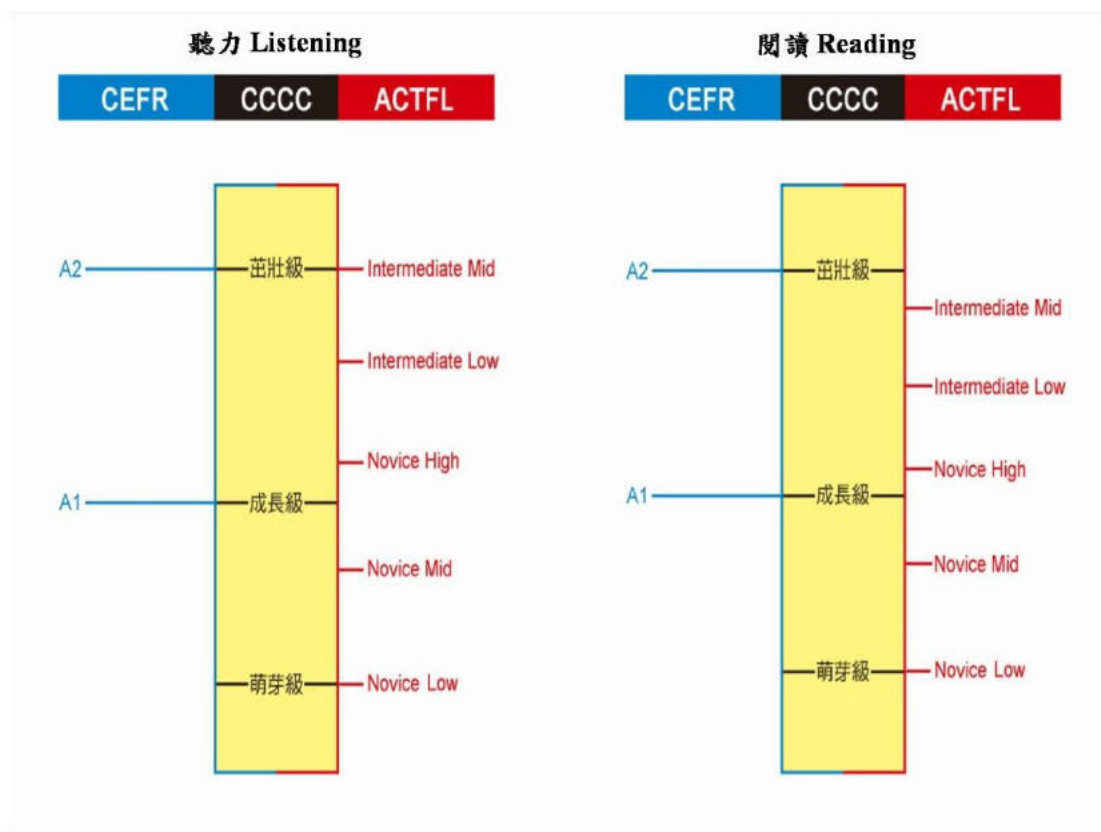 聽力 Listening
CEFR CCCC ACTFL
A2 茁壯級 Intermediate Mid
Intermediate Low
Novice High
A1 成長級
Novice Mid
萌芽級 Novice Low
閱讀 Reading
CEFR CCCC ACTFL
A2 茁壯級
Intermediate Mid
Intermediate Low
Novice High
A1 成長級
Novice Mid
萌芽級 Novice Low